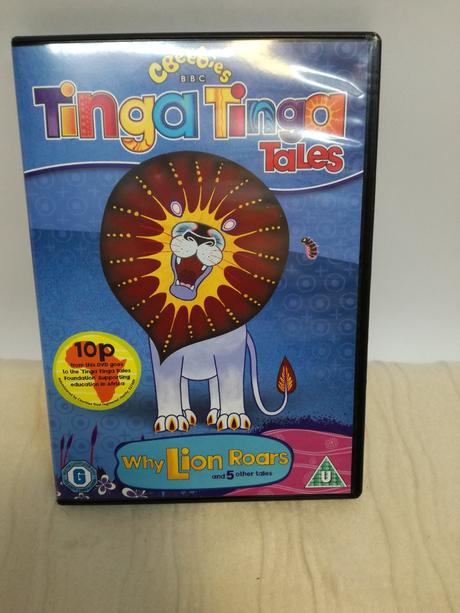 CBeebies
BBC
Tinga Tinga
Tales
10p
from this DVD goes
to the Tinga Tinga Tales
Foundation. Supporting
education in Africa
Why Lion Roars
and 5 other tales
U